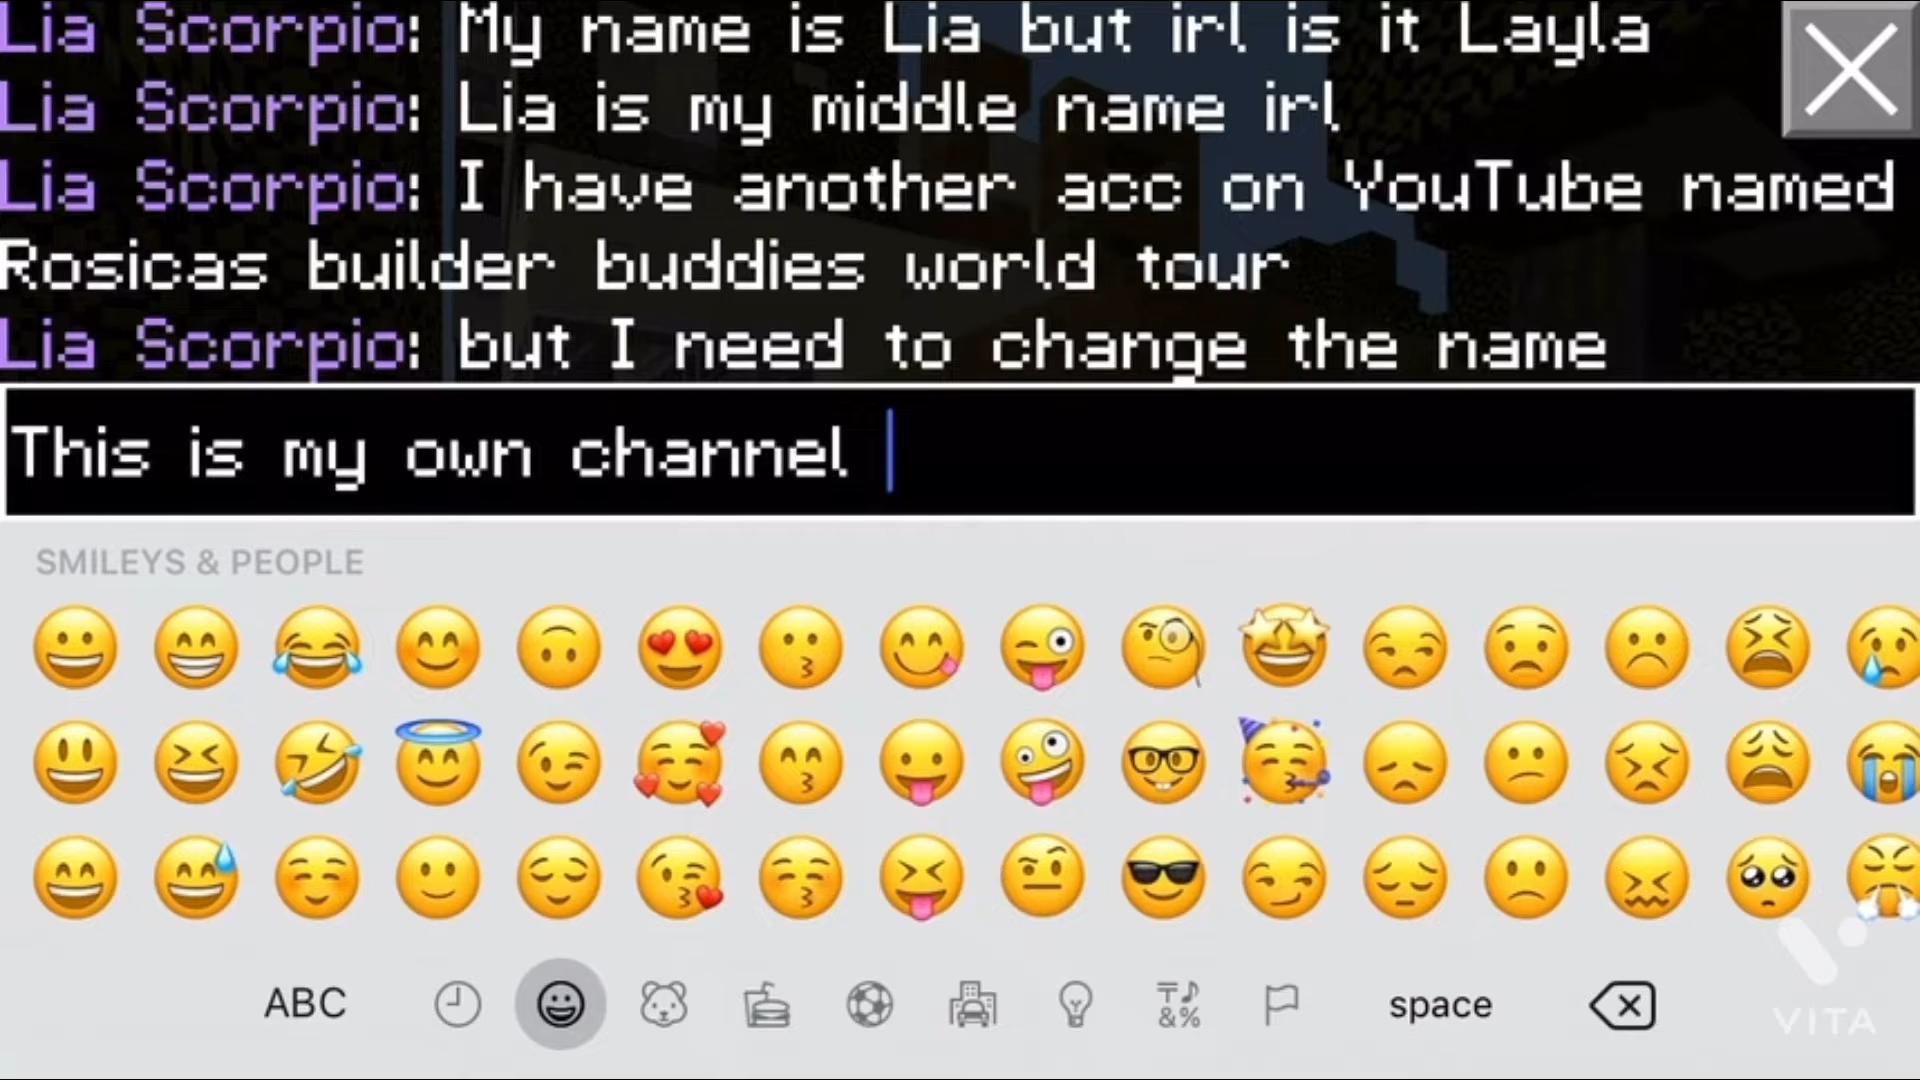 Lia Scorpio: My name is Lia but irl is it Layla
Lia Scorpio: Lia is my middle name irl
Lia Scorpio: I have another acc on YouTube named
Rosicas builder buddies world tour
Lia Scorpio: but I need to change the name
This is my own channel
SMILEYS & PEOPLE
ABC
space
VITA